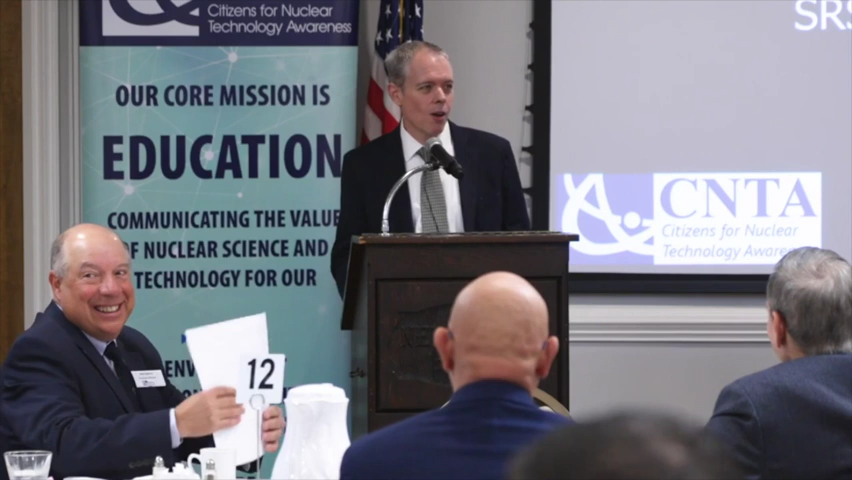 Citizens for Nuclear
Technology Awareness
OUR CORE MISSION IS
EDUCATION
COMMUNICATING THE VALUE
OF NUCLEAR SCIENCE AND
TECHNOLOGY FOR OUR
12
SRS
CNTA
Citizens for Nuclear
Technology Awarene